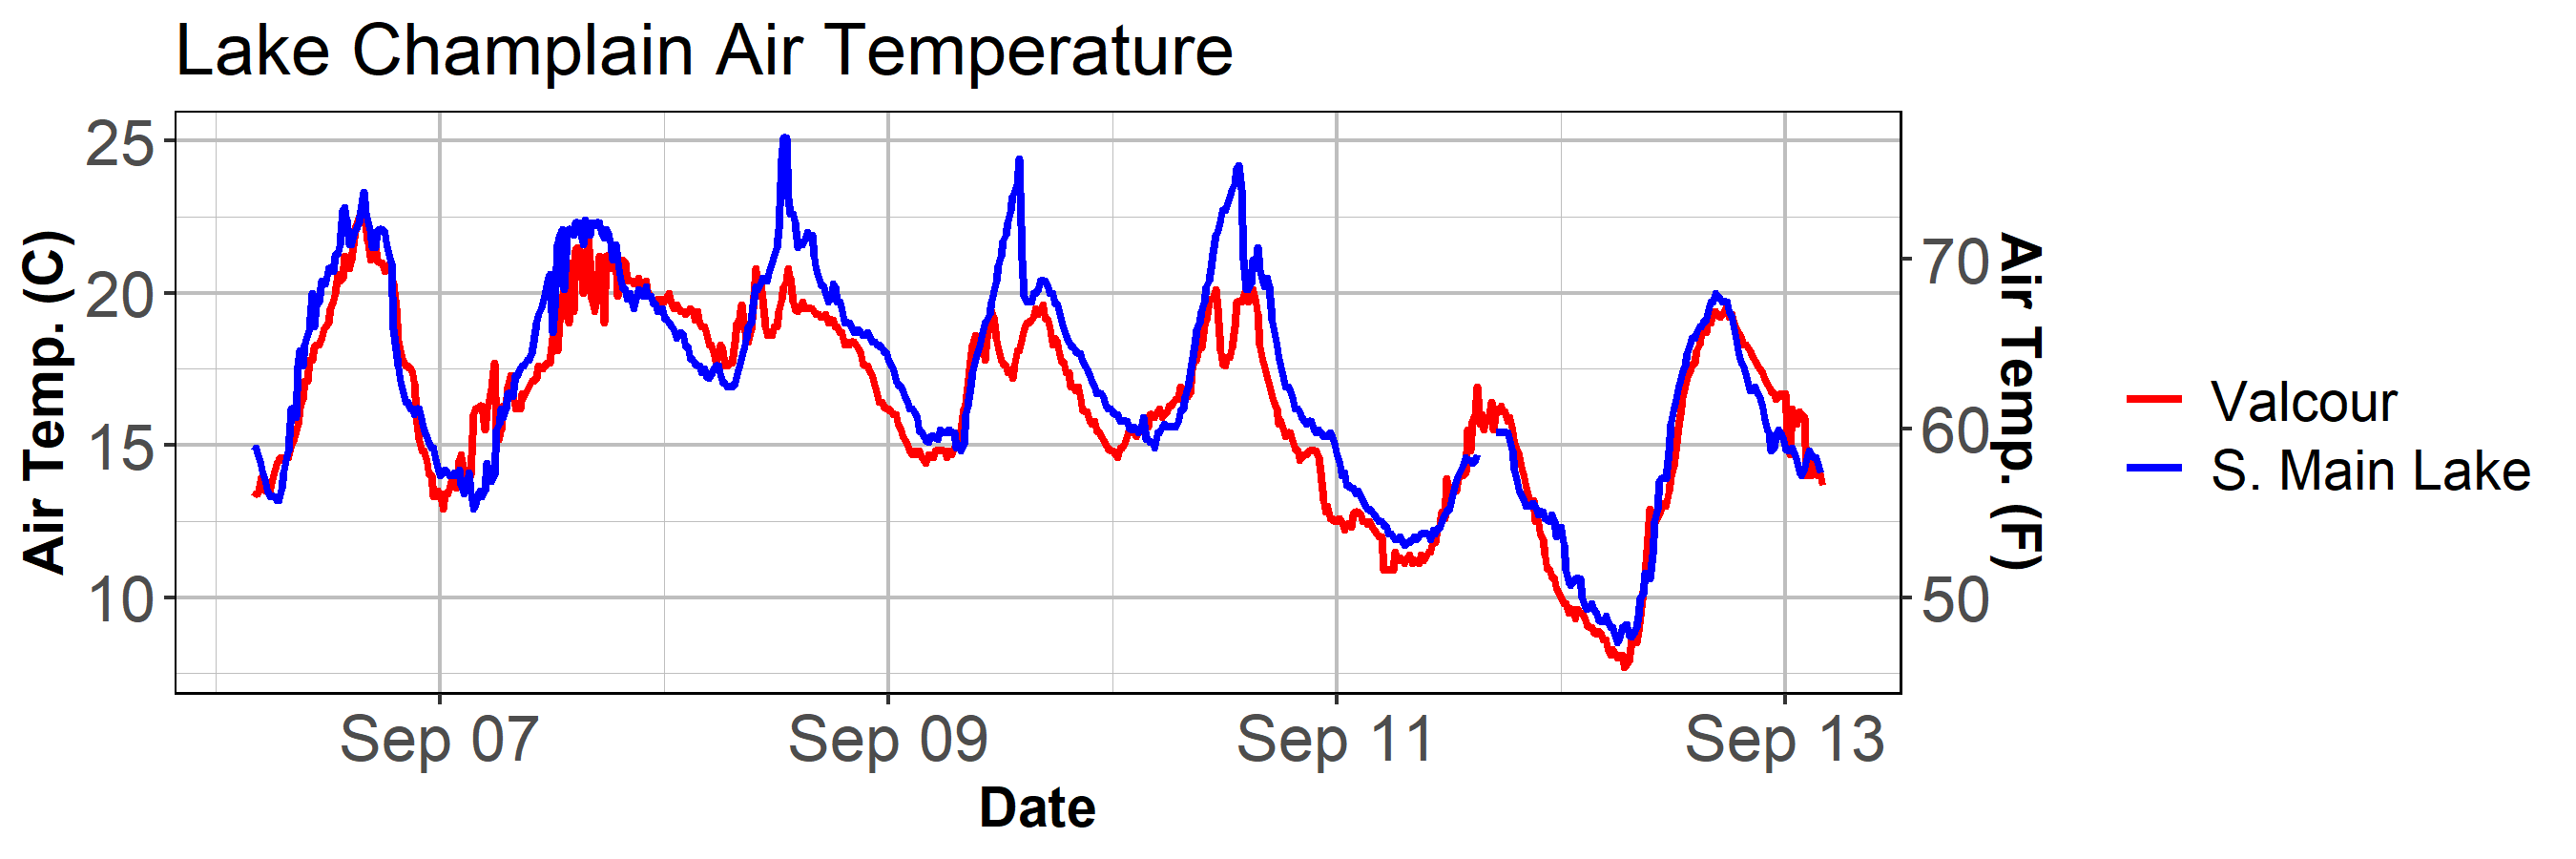 Lake Champlain Air Temperature
Air Temp. (C)
25
20
15
10
70
60
50
Air Temp. (F)
Sep 07
Sep 09
Sep 11
Sep 13
Date
Valcour
S. Main Lake